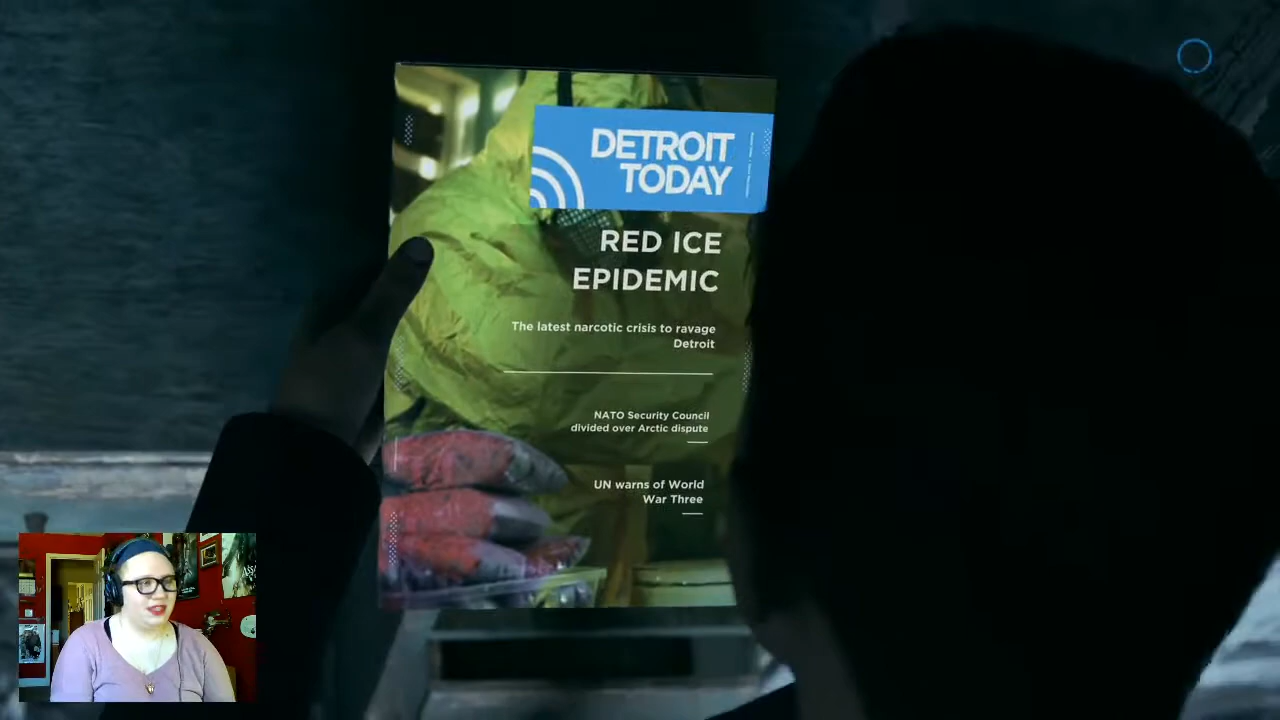 DETROIT
TODAY
RED ICE
EPIDEMIC
The latest narcotic crisis to ravage
Detroit
NATO Security Council
divided over Arctic dispute
UN warns of World
War Three